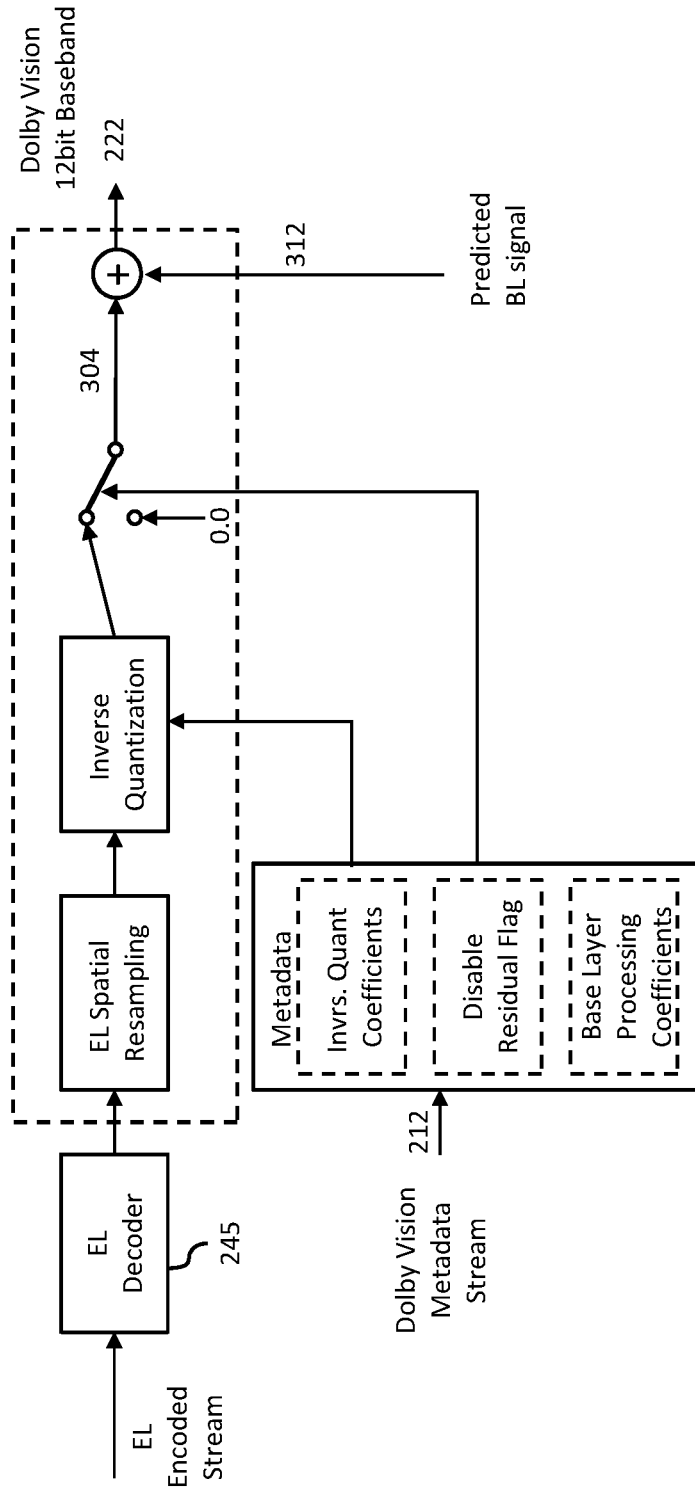 EL
Encoded
Stream
EL
Decoder
245
EL Spatial
Resampling
Inverse
Quantization
0.0
304
+
Dolby Vision
12bit Baseband
222
312
Predicted
BL signal
Dolby Vision
Metadata
Stream
212
Metadata
Invrs. Quant
Coefficients
Disable
Residual Flag
Base Layer
Processing
Coefficients